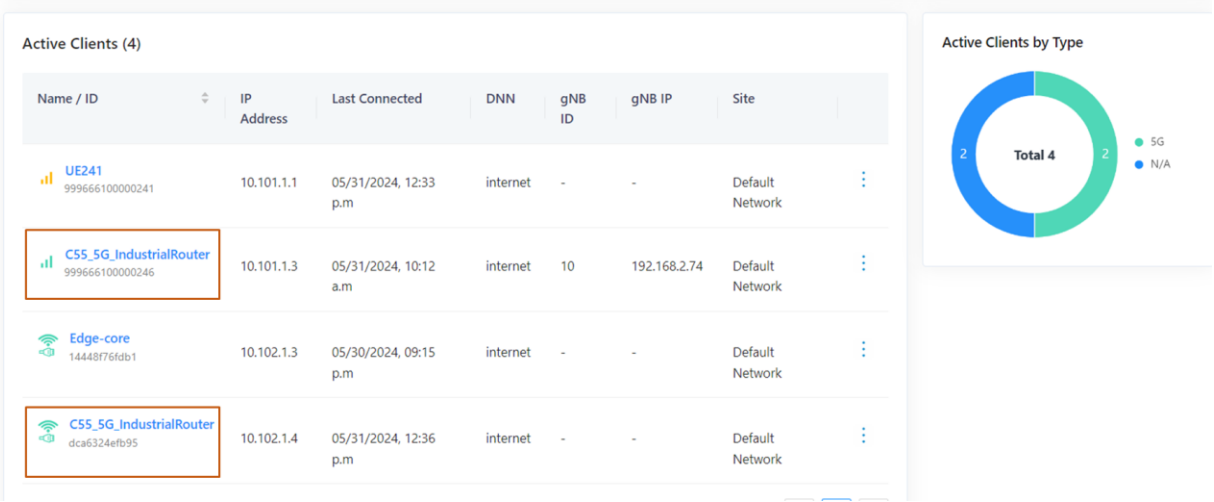 Active Clients (4)
Name / ID
IP Address
Last Connected
DNN
gNB ID
gNB IP
Site
UE241
999666100000241
10.101.1.1
05/31/2024, 12:33 p.m
internet
-
-
Default Network
C55_5G_IndustrialRouter
999666100000246
10.101.1.3
05/31/2024, 10:12 a.m
internet
10
192.168.2.74
Default Network
Edge-core
14448f76fdb1
10.102.1.3
05/30/2024, 09:15 p.m
internet
-
-
Default Network
C55_5G_IndustrialRouter
dca6324efb95
10.102.1.4
05/31/2024, 12:36 p.m
internet
-
-
Default Network
Active Clients by Type
2
Total 4
2
5G
N/A